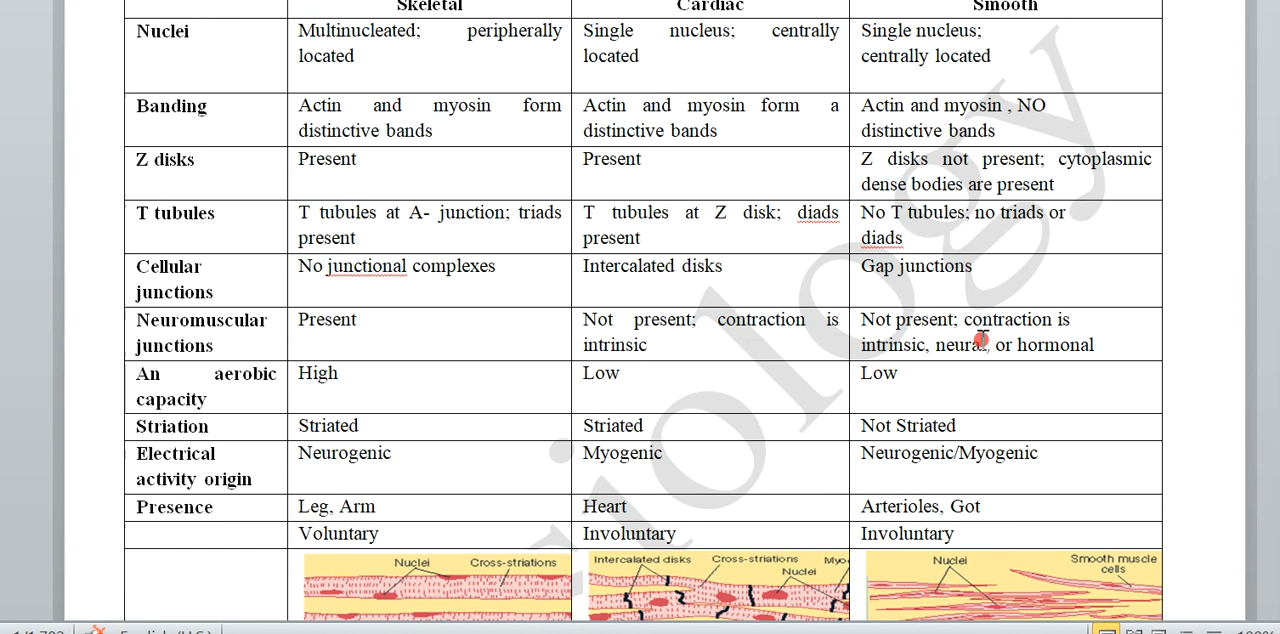 Skeletal Cardiac Smooth
Nuclei Multinucleated; peripherally Single nucleus; centrally Single nucleus;
located located centrally located
Banding Actin and myosin form Actin and myosin form a Actin and myosin , NO
distinctive bands distinctive bands distinctive bands
Z disks Present Present Z disks not present; cytoplasmic
dense bodies are present
T tubules T tubules at A- junction; triads T tubules at Z disk; diads No T tubules; no triads or
present present diads
Cellular No junctional complexes Intercalated disks Gap junctions
junctions
Neuromuscular Present Not present; contraction is Not present; contraction is
junctions intrinsic intrinsic, neural, or hormonal
An aerobic High Low Low
capacity
Striation Striated Striated Not Striated
Electrical Neurogenic Myogenic Neurogenic/Myogenic
activity origin
Presence Leg, Arm Heart Arterioles, Got
Voluntary Involuntary Involuntary
Nuclei Cross-striations Intercalated disks Cross-striations Nuclei Myo Nuclei Smooth muscle
cells
siology